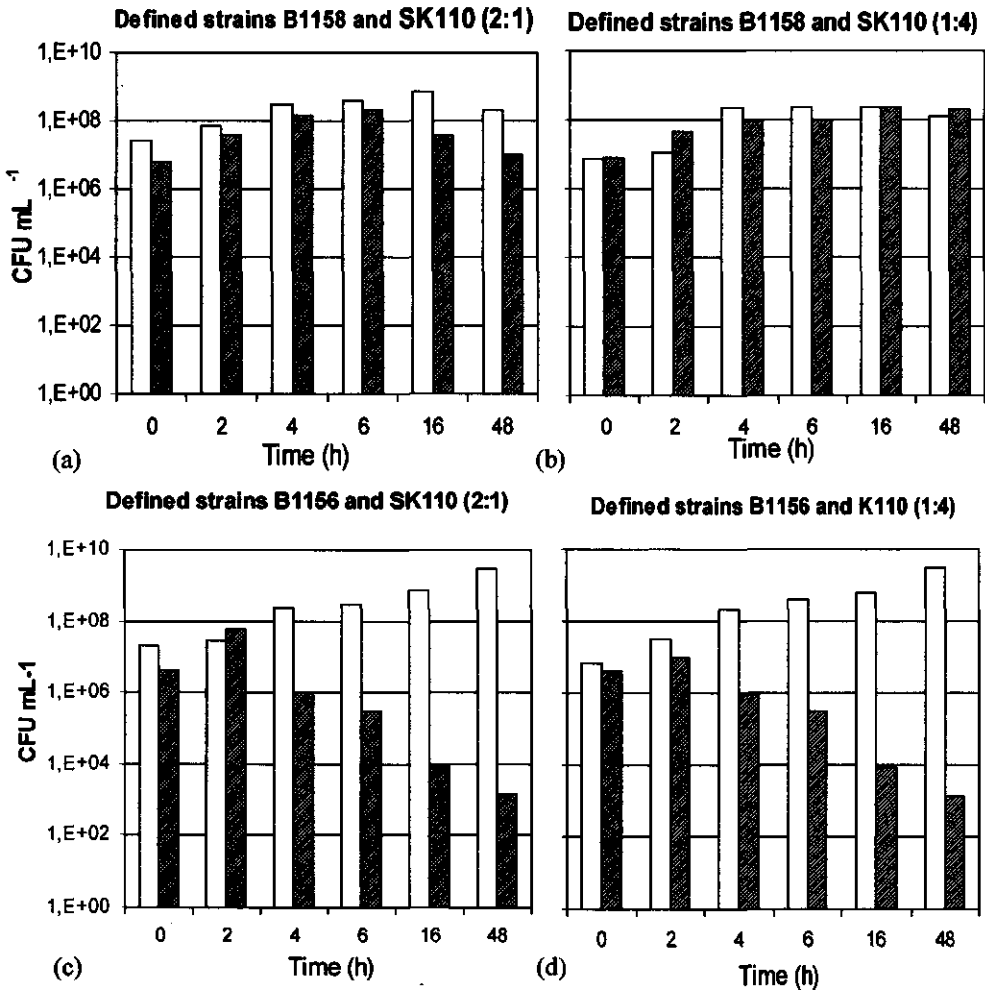 Defined strains B1158 and SK110 (2:1)
1,E+10
1,E+08
1,E+06
1,E+04
1,E+02
1,E+00
CFU mL -1
0 2 4 6 16 48
Time (h)
(a)
Defined strains B1158 and SK110 (1:4)
0 2 4 6 16 48
Time (h)
(b)
Defined strains B1156 and SK110 (2:1)
1,E+10
1,E+08
1,E+06
1,E+04
1,E+02
1,E+00
CFU mL-1
0 2 4 6 16 48
Time (h)
(c)
Defined strains B1156 and K110 (1:4)
0 2 4 6 16 48
Time (h)
(d)